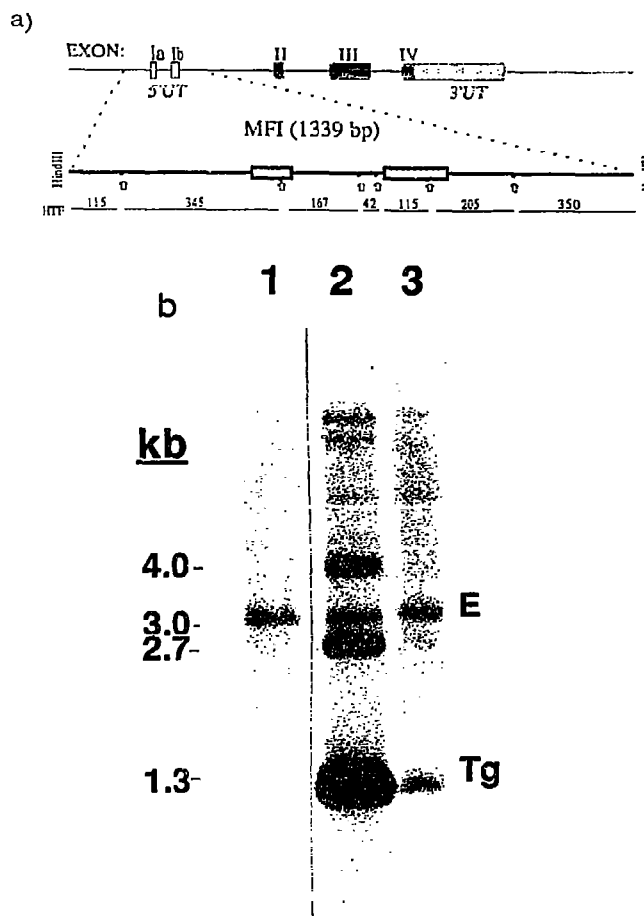 a)
EXON: Ia Ib II III IV
5'UT 3'UT
MFI (1339 bp)
HindIII
115 345 167 42 115 205 350
HTF
b 1 2 3
kb
4.0-
E
3.0-
2.7-
1.3-
Tg